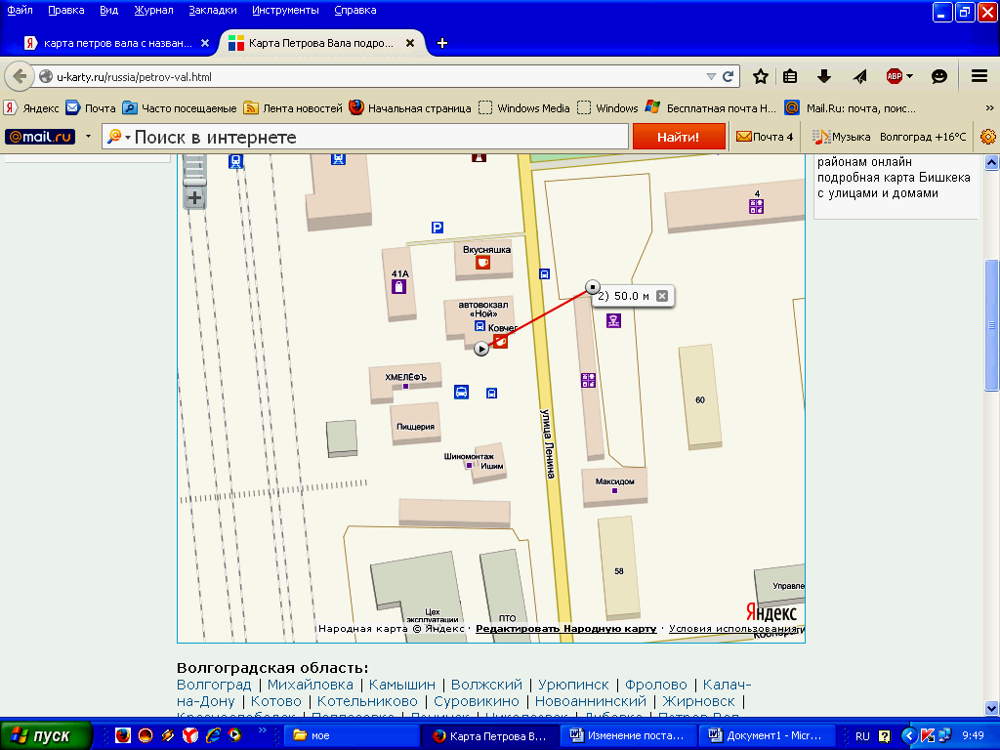 Файл Правка Вид Журнал Закладки Инструменты Справка
карта петров вала с названи...
Карта Петрова Вала подро...
u-karty.ru/russia/petrov-val.html
ABP
Яндекс Почта Часто посещаемые Лента новостей Начальная страница Windows Media Windows Бесплатная почта H... Mail.Ru: почта, поис...
@mail.ru Поиск в интернете Найти! Почта 4 Музыка Волгоград +16°C
районам онлайн
подробная карта Бишкека
с улицами и домами
4
P
Вкусняшка
41А
2) 50.0 м
автовокзал
«Ной»
Ковчег
ХМЕЛЁФЪ
60
Пиццерия
улица Ленина
Шиномонтаж
Ишим
Максидом
58
Управле
Цех
эксплуатации
ПТО
Яндекс
Народная карта © Яндекс · Редактировать Народную карту · Условия использования
Волгоградская область:
Волгоград | Михайловка | Камышин | Волжский | Урюпинск | Фролово | Калач-
на-Дону | Котово | Котельниково | Суровикино | Новоаннинский | Жирновск |
пуск
мое
Карта Петрова В...
Изменение поста...
Документ1 - Micr...
RU
9:49